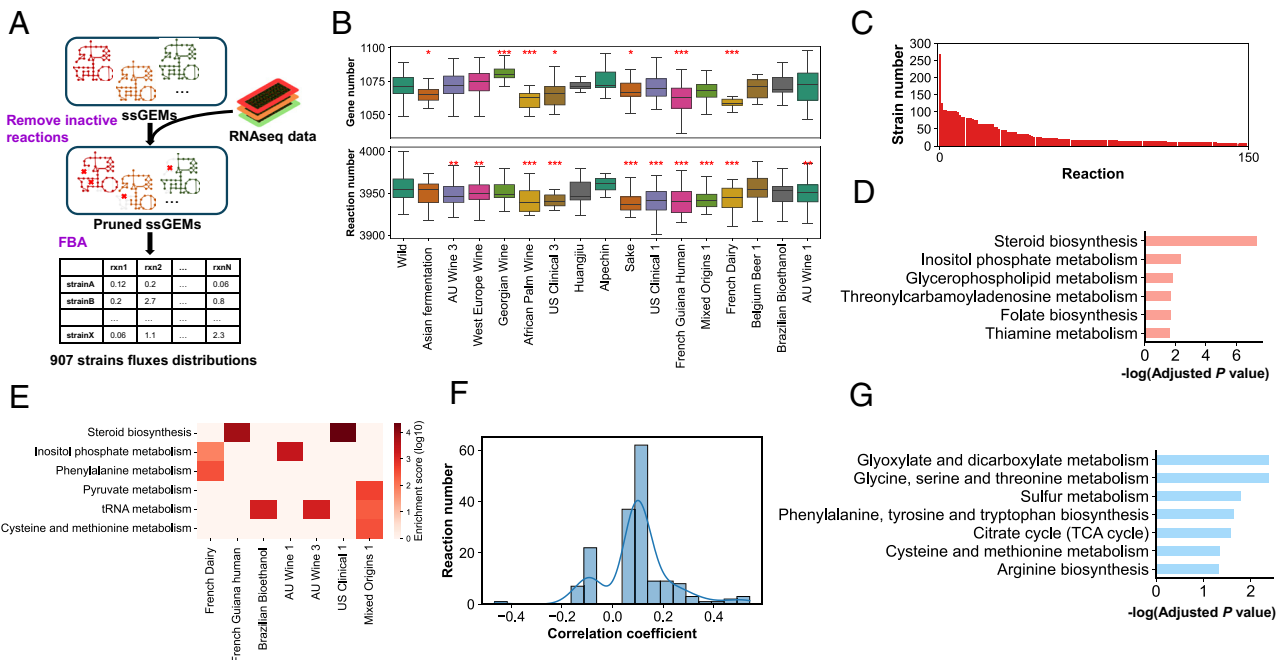 A
ssGEMs
Remove inactive
reactions
RNAseq data
...
Pruned ssGEMs
FBA
rxn1 rxn2 ... rxnN
strainA 0.12 0.2 ... 0.06
strainB 0.2 2.7 ... 0.8
... ... ...
strainX 0.06 1.1 ... 2.3
907 strains fluxes distributions
B
1100
1075
1050
Gene number
* *** *** * * *** ***
4000
3950
3900
Reaction number
** ** *** *** *** *** *** *** *** **
Wild
Asian fermentation
AU Wine 3
West Europe Wine
Georgian Wine
African Palm Wine
US Clinical 3
Huangjiu
Alpechin
Sake
US Clinical 1
French Guiana Human
Mixed Origins 1
French Dairy
Belgium Beer 1
Brazilian Bioethanol
AU Wine 1
C
300
250
200
150
100
50
0
Strain number
0 150
Reaction
D
Steroid biosynthesis
Inositol phosphate metabolism
Glycerophospholipid metabolism
Threonylcarbamoyladenosine metabolism
Folate biosynthesis
Thiamine metabolism
0 2 4 6
-log(Adjusted P value)
E
Steroid biosynthesis
Inositol phosphate metabolism
Phenylalanine metabolism
Pyruvate metabolism
tRNA metabolism
Cysteine and methionine metabolism
French Dairy
French Guiana human
Brazilian Bioethanol
AU Wine 1
AU Wine 3
US Clinical 1
Mixed Origins 1
4
3
2
1
0
Enrichment score (log10)
F
60
40
20
0
Reaction number
−0.4 −0.2 0.0 0.2 0.4
Correlation coefficient
G
Glyoxylate and dicarboxylate metabolism
Glycine, serine and threonine metabolism
Sulfur metabolism
Phenylalanine, tyrosine and tryptophan biosynthesis
Citrate cycle (TCA cycle)
Cysteine and methionine metabolism
Arginine biosynthesis
0 1 2
-log(Adjusted P value)